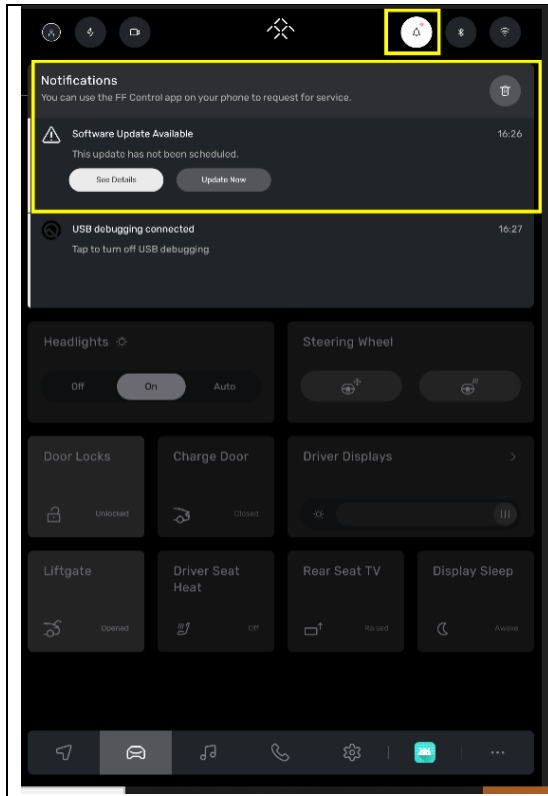 Notifications
You can use the FF Control app on your phone to request for service.
Software Update Available 16:26
This update has not been scheduled.
See Details Update Now
USB debugging connected 16:27
Tap to turn off USB debugging
Headlights Steering Wheel
Off On Auto
Door Locks Charge Door Driver Displays
Unlocked Closed
Liftgate Driver Seat Heat Rear Seat TV Display Sleep
Opened Off Raised Awake